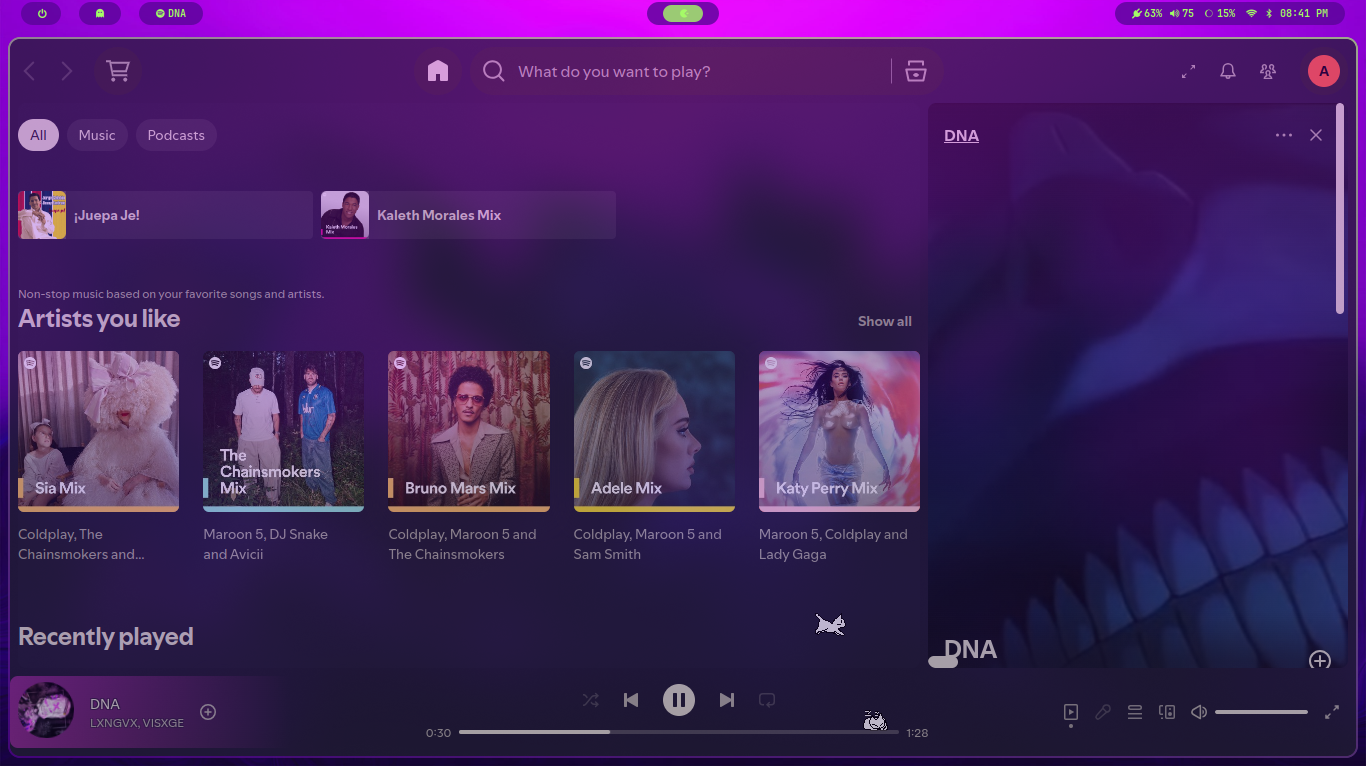 DNA
63% 75 15% 08:41 PM
What do you want to play?
A
All
Music
Podcasts
DNA
¡Juepa Je!
Kaleth Morales
Mix
Kaleth Morales Mix
Non-stop music based on your favorite songs and artists.
Artists you like
Show all
Sia Mix
The
Chainsmokers
Mix
Bruno Mars Mix
Adele Mix
Katy Perry Mix
Coldplay, The
Chainsmokers and...
Maroon 5, DJ Snake
and Avicii
Coldplay, Maroon 5 and
The Chainsmokers
Coldplay, Maroon 5 and
Sam Smith
Maroon 5, Coldplay and
Lady Gaga
Recently played
DNA
DNA
LXNGVX, VISXGE
0:30
1:28